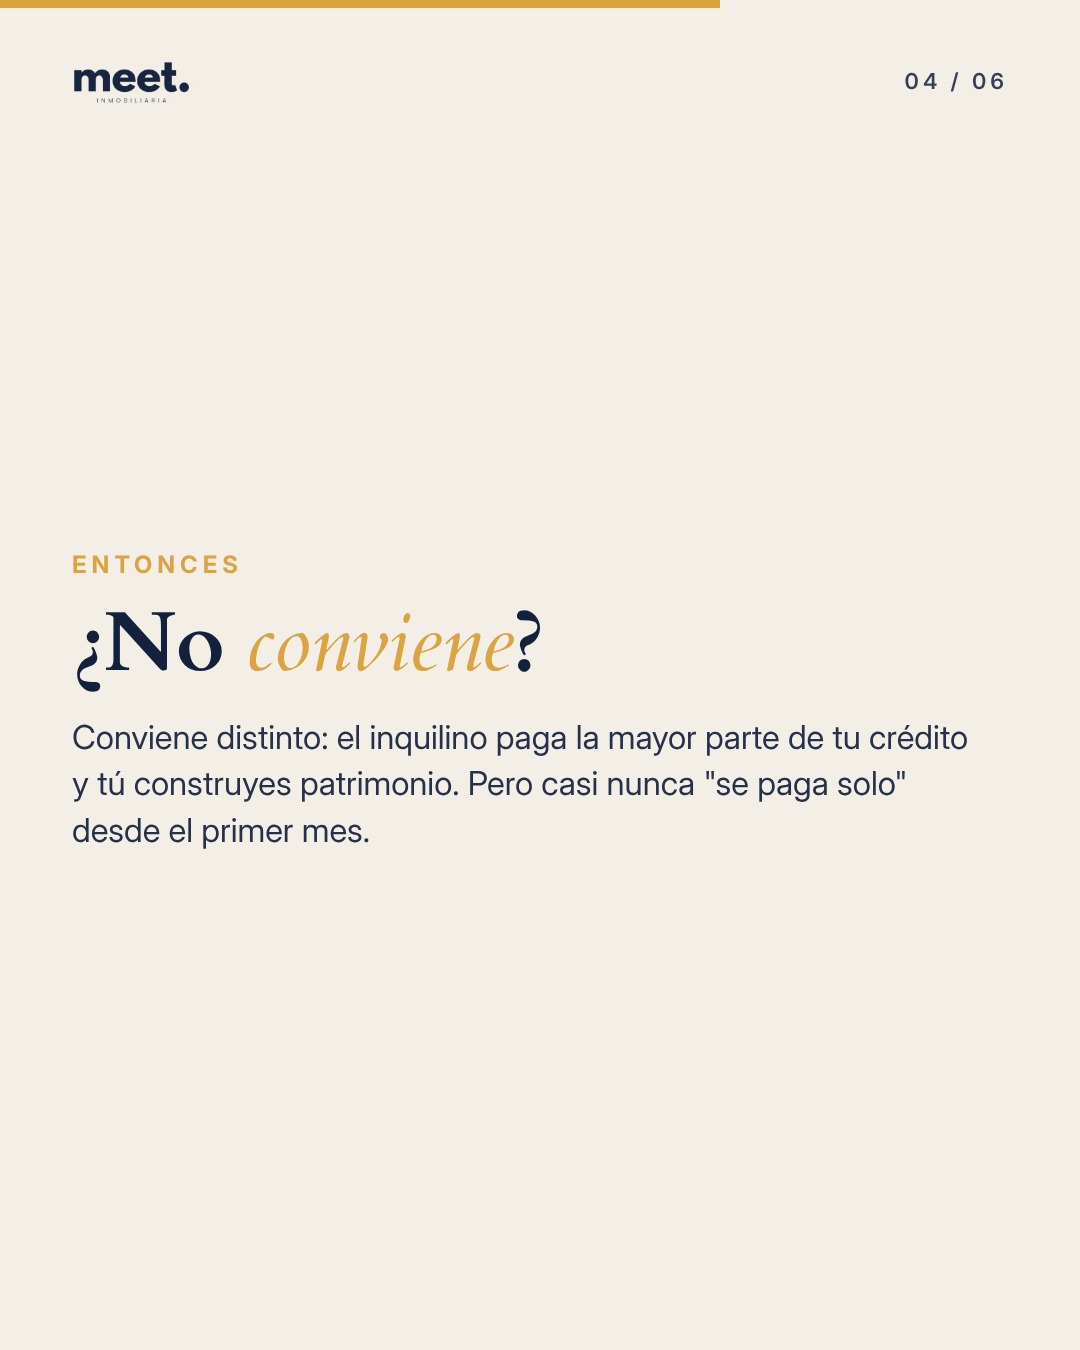 meet.
INMOBILIARIA
04 / 06
ENTONCES
¿No conviene?
Conviene distinto: el inquilino paga la mayor parte de tu crédito
y tú construyes patrimonio. Pero casi nunca "se paga solo"
desde el primer mes.